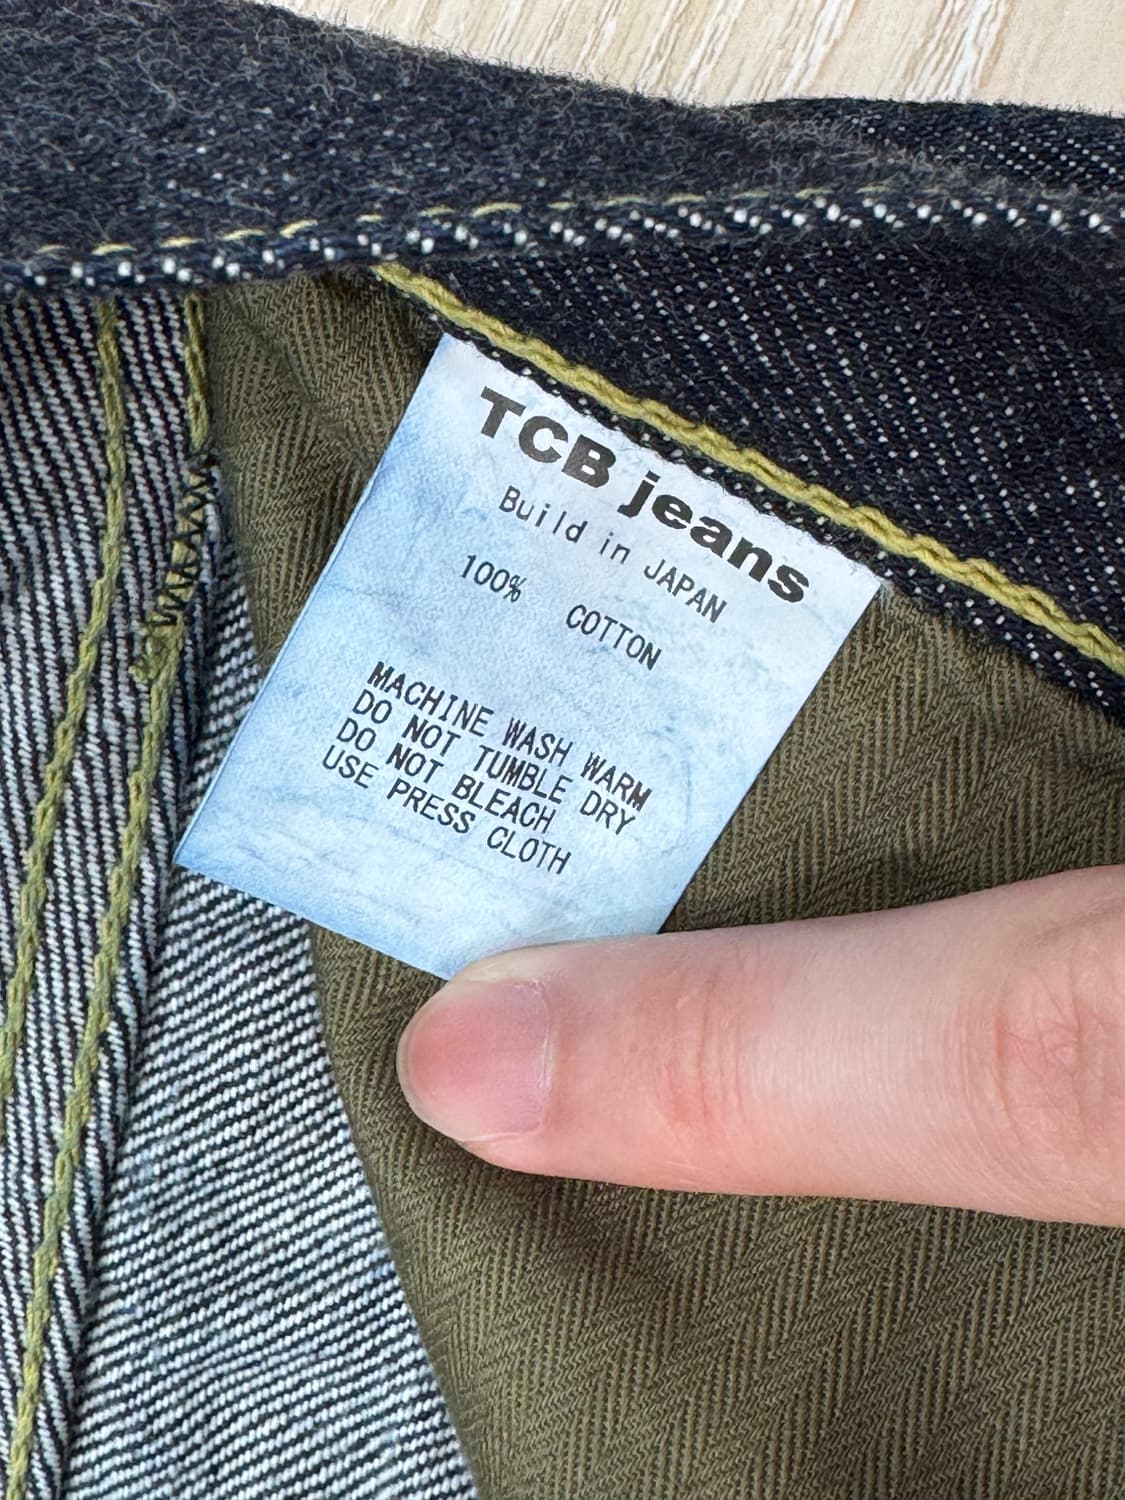 TCB jeans
Build in JAPAN
100% COTTON
MACHINE WASH WARM
DO NOT TUMBLE DRY
DO NOT BLEACH
USE PRESS CLOTH